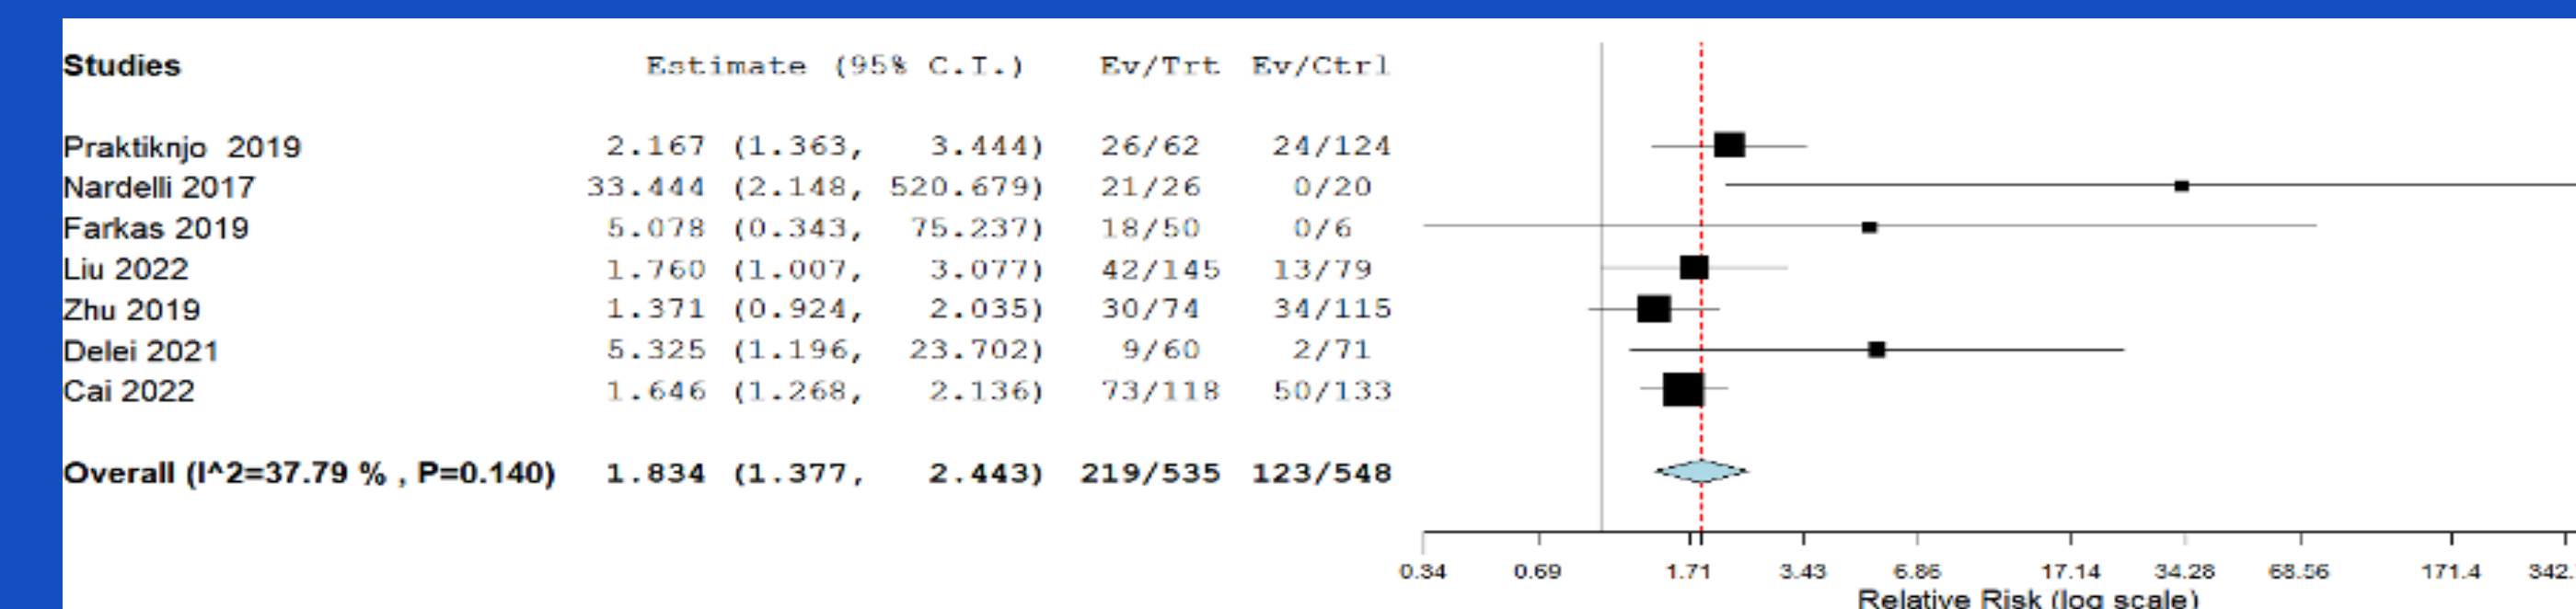 Studies Estimate (95% C.I.) Ev/Trt Ev/Ctrl
Praktiknjo 2019 2.167 (1.363, 3.444) 26/62 24/124
Nardelli 2017 33.444 (2.148, 520.679) 21/26 0/20
Farkas 2019 5.078 (0.343, 75.237) 18/50 0/6
Liu 2022 1.760 (1.007, 3.077) 42/145 13/79
Zhu 2019 1.371 (0.924, 2.035) 30/74 34/115
Delei 2021 5.325 (1.196, 23.702) 9/60 2/71
Cai 2022 1.646 (1.268, 2.136) 73/118 50/133
Overall (I^2=37.79 % , P=0.140) 1.834 (1.377, 2.443) 219/535 123/548
0.34 0.69 1.71 3.43 6.86 17.14 34.28 68.56 171.4 342.
Relative Risk (log scale)